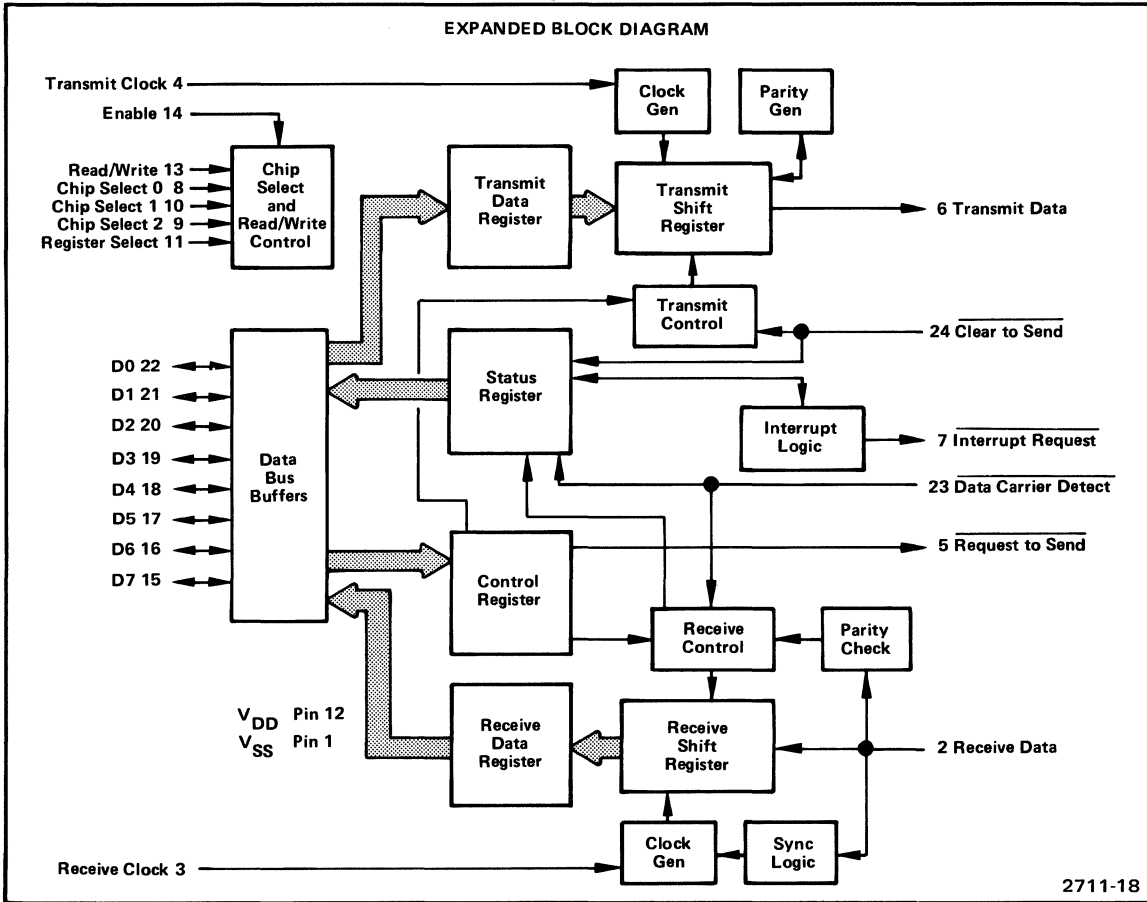 EXPANDED BLOCK DIAGRAM
Transmit Clock 4
Enable 14
Read/Write 13
Chip Select 0 8
Chip Select 1 10
Chip Select 2 9
Register Select 11
Chip
Select
and
Read/Write
Control
Clock
Gen
Parity
Gen
Transmit
Data
Register
Transmit
Shift
Register
6 Transmit Data
Transmit
Control
24 Clear to Send
Status
Register
Interrupt
Logic
7 Interrupt Request
23 Data Carrier Detect
D0 22
D1 21
D2 20
D3 19
D4 18
D5 17
D6 16
D7 15
Data
Bus
Buffers
Control
Register
5 Request to Send
Receive
Control
Parity
Check
VDD Pin 12
VSS Pin 1
Receive
Data
Register
Receive
Shift
Register
2 Receive Data
Receive Clock 3
Clock
Gen
Sync
Logic
2711-18